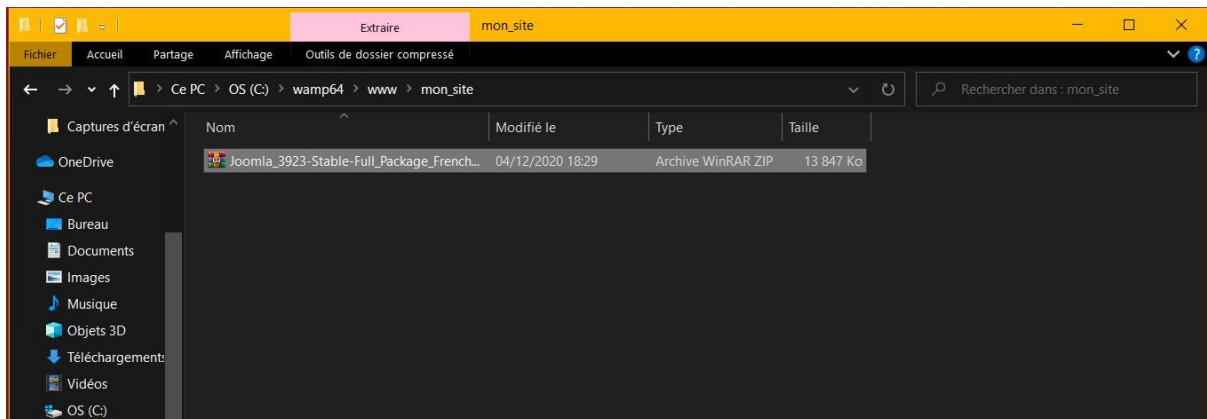 Extraire mon_site
Fichier Accueil Partage Affichage Outils de dossier compressé
Ce PC > OS (C:) > wamp64 > www > mon_site Rechercher dans : mon_site
Captures d'écran Nom Modifié le Type Taille
OneDrive Joomla_3923-Stable-Full_Package_French... 04/12/2020 18:29 Archive WinRAR ZIP 13 847 Ko
Ce PC
Bureau
Documents
Images
Musique
Objets 3D
Téléchargements
Vidéos
OS (C:)